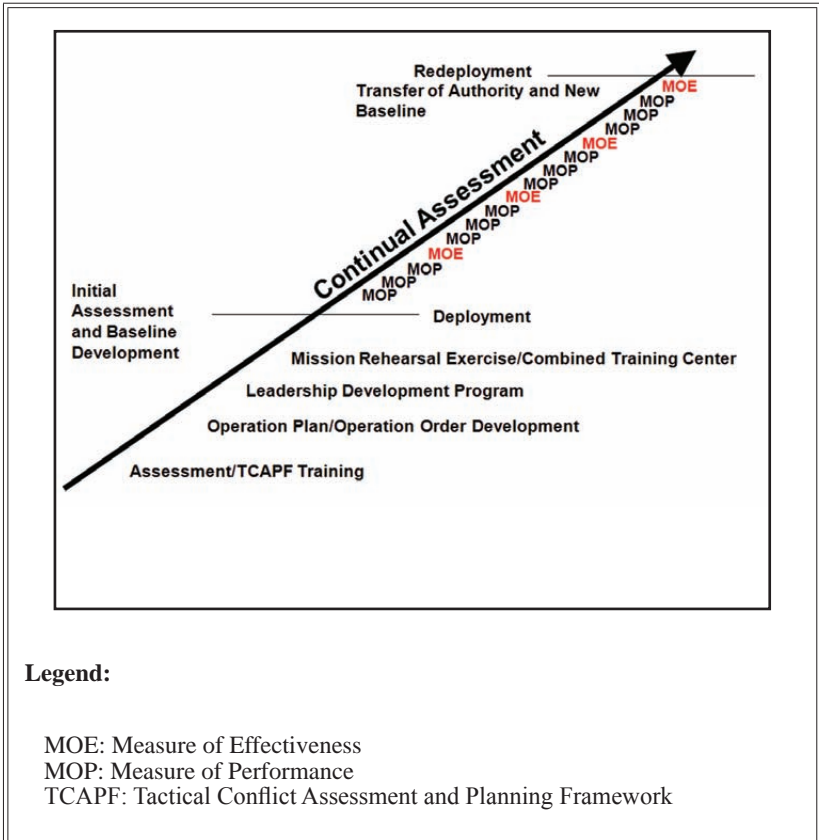 Redeployment
Transfer of Authority and New
Baseline
MOE
MOP
MOP
MOP
MOE
MOP
MOP
MOP
MOE
MOP
MOP
MOP
MOE
MOP
MOP
MOP
Continual Assessment
Initial
Assessment
and Baseline
Development
Deployment
Mission Rehearsal Exercise/Combined Training Center
Leadership Development Program
Operation Plan/Operation Order Development
Assessment/TCAPF Training
Legend:
MOE: Measure of Effectiveness
MOP: Measure of Performance
TCAPF: Tactical Conflict Assessment and Planning Framework